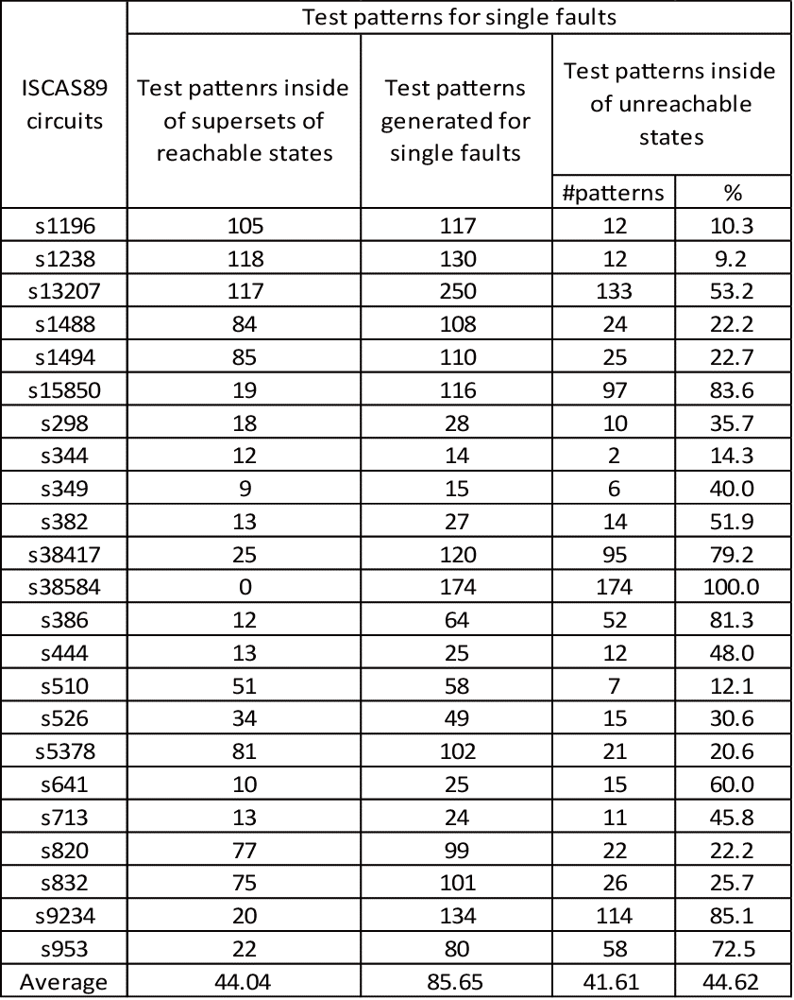 Test patterns for single faults
ISCAS89
circuits
Test pattenrs inside
of supersets of
reachable states
Test patterns
generated for
single faults
Test patterns inside
of unreachable
states
#patterns %
s1196 105 117 12 10.3
s1238 118 130 12 9.2
s13207 117 250 133 53.2
s1488 84 108 24 22.2
s1494 85 110 25 22.7
s15850 19 116 97 83.6
s298 18 28 10 35.7
s344 12 14 2 14.3
s349 9 15 6 40.0
s382 13 27 14 51.9
s38417 25 120 95 79.2
s38584 0 174 174 100.0
s386 12 64 52 81.3
s444 13 25 12 48.0
s510 51 58 7 12.1
s526 34 49 15 30.6
s5378 81 102 21 20.6
s641 10 25 15 60.0
s713 13 24 11 45.8
s820 77 99 22 22.2
s832 75 101 26 25.7
s9234 20 134 114 85.1
s953 22 80 58 72.5
Average 44.04 85.65 41.61 44.62